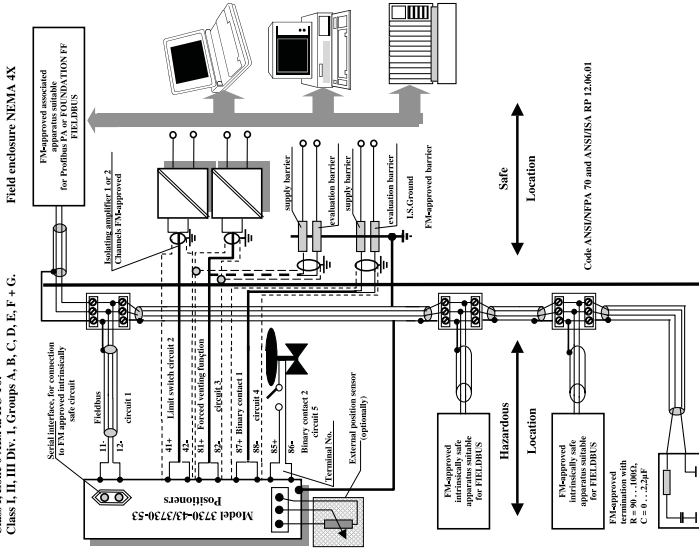 Class I, II, III Div. 1, Groups A, B, C, D, E, F + G.
Field enclosure NEMA 4X
FM-approved associated
apparatus suitable
for Profibus PA or FOUNDATION FF
FIELDBUS
Serial interface, for connection
to FM approved intrinsically
safe circuit
Isolating amplifier 1 or 2
Channels FM-approved
Fieldbus
circuit 1
11-
12-
Limit switch circuit 2
41+
42-
Forced venting function
circuit 3
81+
82-
Binary contact 1
circuit 4
87+
88-
85+
86-
Binary contact 2
circuit 5
Terminal No.
External position sensor
(optionally)
Model 3730-43/3730-53
Positioners
supply barrier
evaluation barrier
supply barrier
evaluation barrier
I.S.Ground
FM-approved barrier
Hazardous
Location
Safe
Location
Code ANSI/NFPA 70 and ANSI/ISA RP 12.06.01
FM-approved
intrinsically safe
apparatus suitable
for FIELDBUS
FM-approved
intrinsically safe
apparatus suitable
for FIELDBUS
FM-approved
termination with
R = 90 . . .100Ω,
C = 0 . . .2.2µF